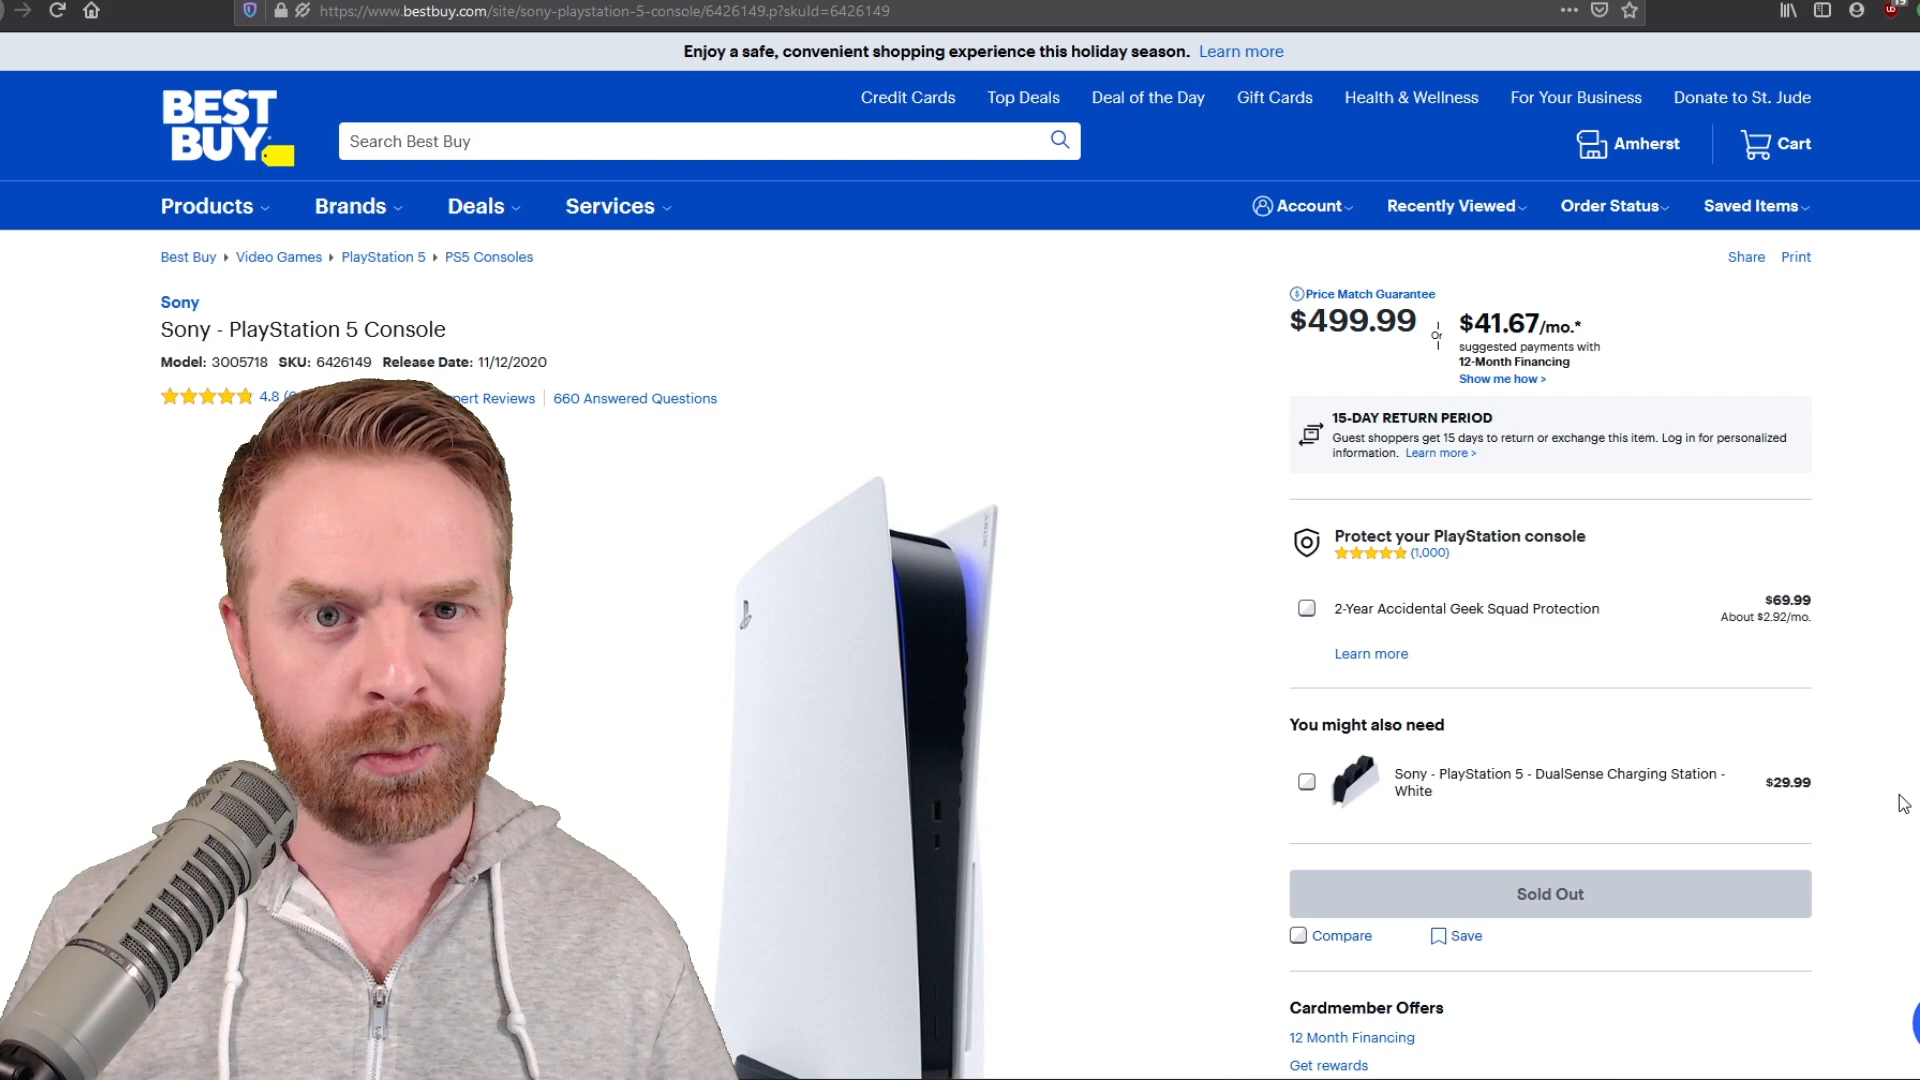 https://www.bestbuy.com/site/sony-playstation-5-console/6426149.p?skuId=6426149
Enjoy a safe, convenient shopping experience this holiday season. Learn more
BEST BUY
Credit Cards Top Deals Deal of the Day Gift Cards Health & Wellness For Your Business Donate to St. Jude
Search Best Buy
Amherst Cart
Products Brands Deals Services Account Recently Viewed Order Status Saved Items
Best Buy Video Games PlayStation 5 PS5 Consoles Share Print
Sony
Sony - PlayStation 5 Console
Model: 3005718 SKU: 6426149 Release Date: 11/12/2020
4.8 Reviews 660 Answered Questions
Price Match Guarantee
$499.99 Or $41.67/mo.*
suggested payments with
12-Month Financing
Show me how >
15-DAY RETURN PERIOD
Guest shoppers get 15 days to return or exchange this item. Log in for personalized
information. Learn more >
Protect your PlayStation console
(1,000)
2-Year Accidental Geek Squad Protection $69.99
About $2.92/mo.
Learn more
You might also need
Sony - PlayStation 5 - DualSense Charging Station -
White
$29.99
Sold Out
Compare Save
Cardmember Offers
12 Month Financing
Get rewards
SONY